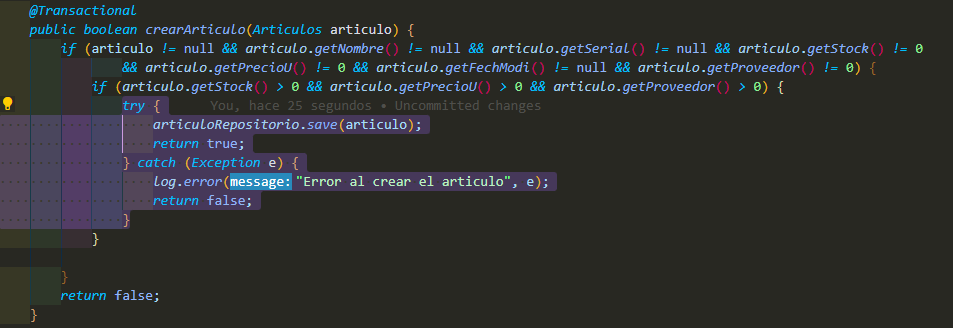 @Transactional
public boolean crearArticulo(Articulos articulo) {
if (articulo != null && articulo.getNombre() != null && articulo.getSerial() != null && articulo.getStock() != 0
&& articulo.getPrecioU() != 0 && articulo.getFechModi() != null && articulo.getProveedor() != 0) {
if (articulo.getStock() > 0 && articulo.getPrecioU() > 0 && articulo.getProveedor() > 0) {
try { You, hace 25 segundos • Uncommitted changes
articuloRepositorio.save(articulo);
return true;
} catch (Exception e) {
log.error(message: "Error al crear el articulo", e);
return false;
}
}
}
return false;
}